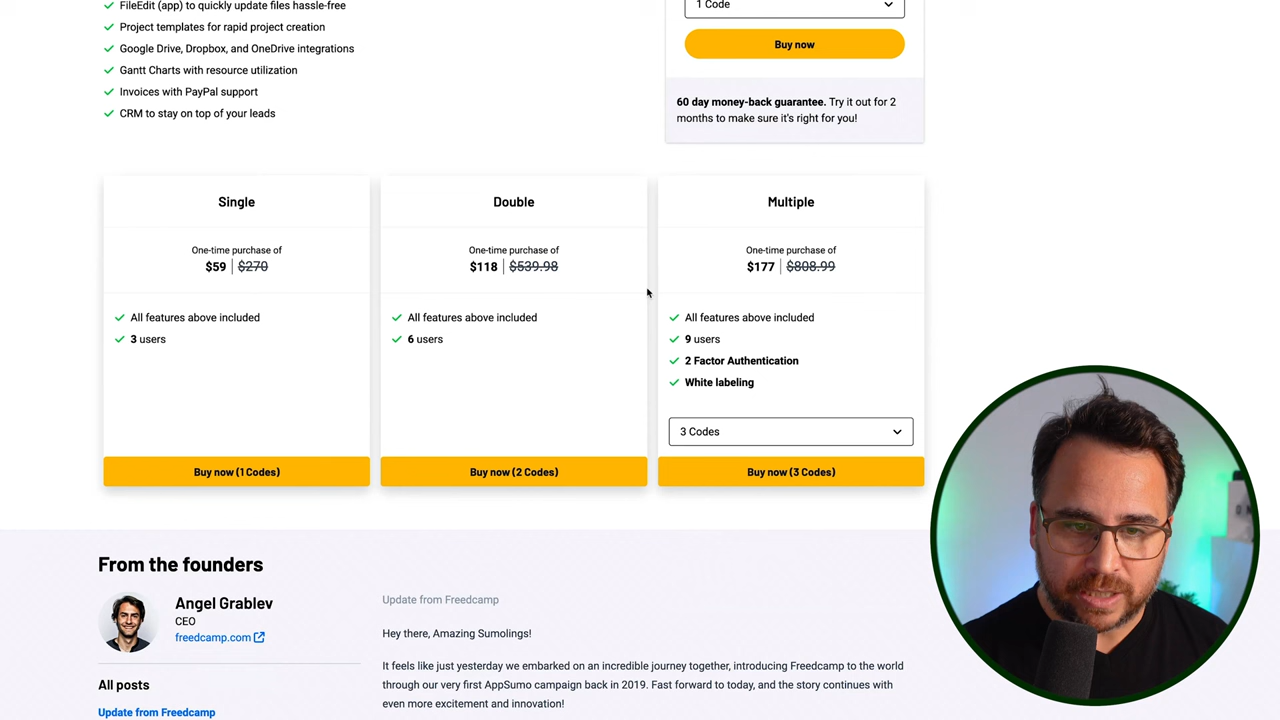 FileEdit (app) to quickly update files hassle-free
Project templates for rapid project creation
Google Drive, Dropbox, and OneDrive integrations
Gantt Charts with resource utilization
Invoices with PayPal support
CRM to stay on top of your leads
1 Code
Buy now
60 day money-back guarantee. Try it out for 2
months to make sure it's right for you!
Single
One-time purchase of
$59 | $270
All features above included
3 users
Buy now (1 Codes)
Double
One-time purchase of
$118 | $539.98
All features above included
6 users
Buy now (2 Codes)
Multiple
One-time purchase of
$177 | $808.99
All features above included
9 users
2 Factor Authentication
White labeling
3 Codes
Buy now (3 Codes)
From the founders
Angel Grablev
CEO
freedcamp.com
All posts
Update from Freedcamp
Update from Freedcamp
Hey there, Amazing Sumolings!
It feels like just yesterday we embarked on an incredible journey together, introducing Freedcamp to the world
through our very first AppSumo campaign back in 2019. Fast forward to today, and the story continues with
even more excitement and innovation!